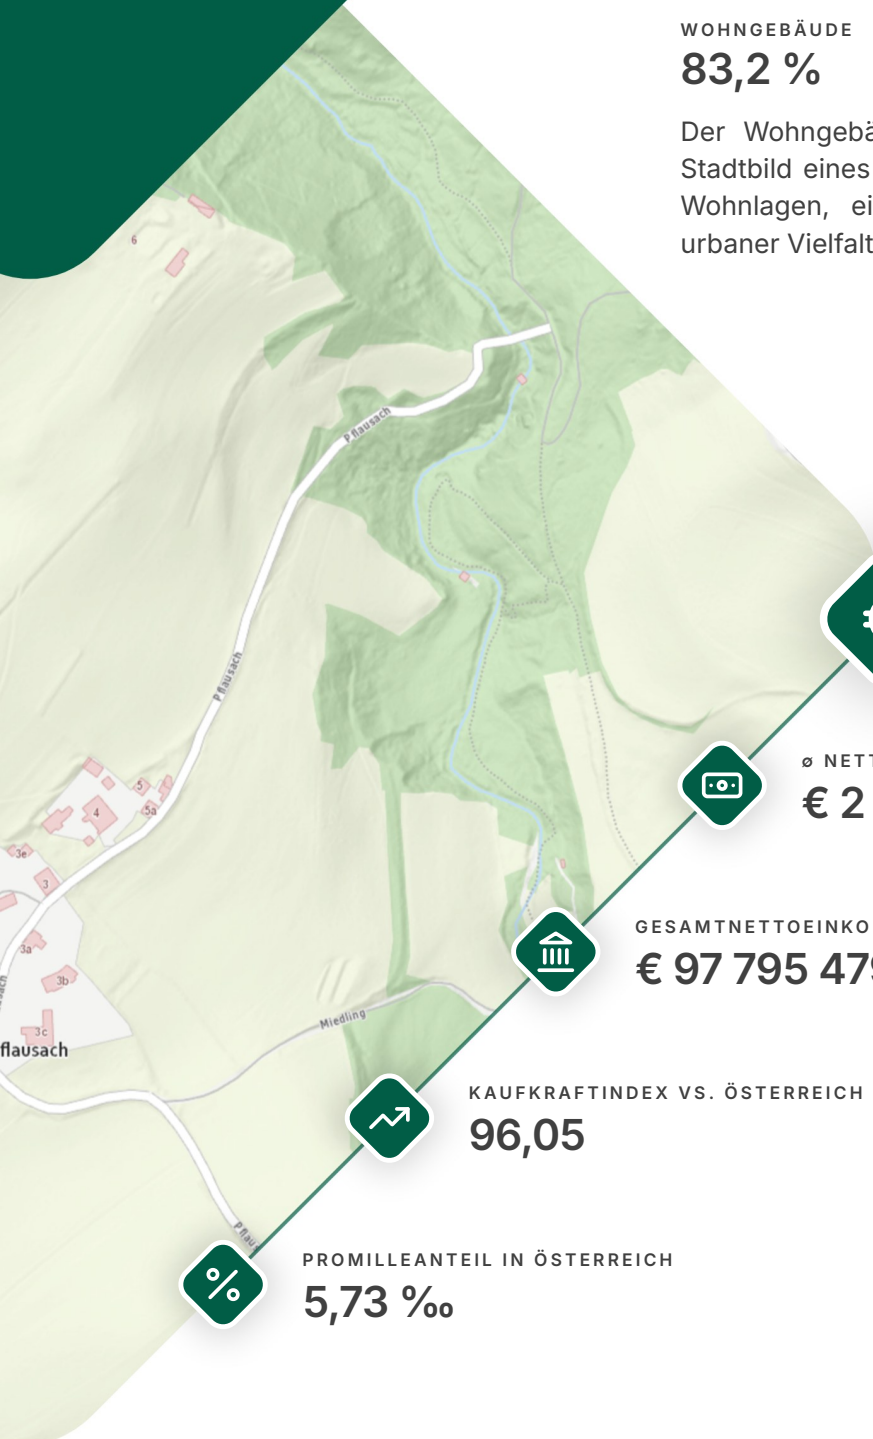 WOHNGEBÄUDE
83,2 %
Der Wohngebä
Stadtbild eines
Wohnlagen, ei
urbaner Vielfalt
6
Pflausach
Pflausach
5
5a
4
3e
3
3a
3b
3c
flausach
Miedling
Pflaus
ø NETT
€ 2
GESAMTNETTOEINKO
€ 97 795 479
KAUFKRAFTINDEX VS. ÖSTERREICH
96,05
PROMILLEANTEIL IN ÖSTERREICH
5,73 ‰